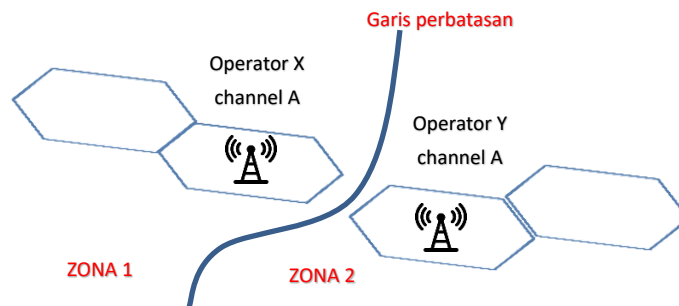 Garis perbatasan
Operator X
channel A
Operator Y
channel A
ZONA 1
ZONA 2